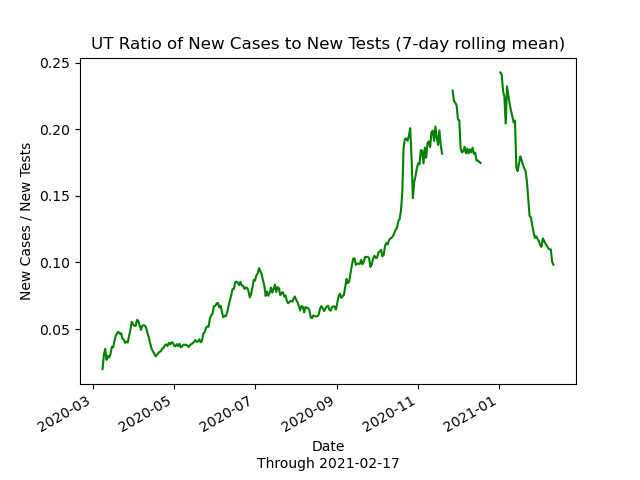 UT Ratio of New Cases to New Tests (7-day rolling mean)
0.25
0.20
0.15
0.10
0.05
New Cases / New Tests
2020-03
2020-05
2020-07
2020-09
2020-11
2021-01
Date
Through 2021-02-17